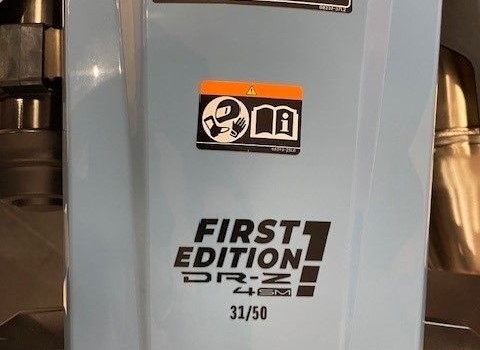 FIRST
EDITION!
DR-Z
4SM
31/50